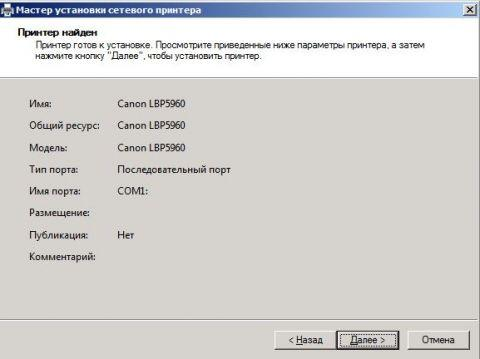 Мастер установки сетевого принтера
Принтер найден
Принтер готов к установке. Просмотрите приведенные ниже параметры принтера, а затем
нажмите кнопку "Далее", чтобы установить принтер.
Имя: Canon LBP5960
Общий ресурс: Canon LBP5960
Модель: Canon LBP5960
Тип порта: Последовательный порт
Имя порта: COM1:
Размещение:
Публикация: Нет
Комментарий:
< Назад Далее > Отмена